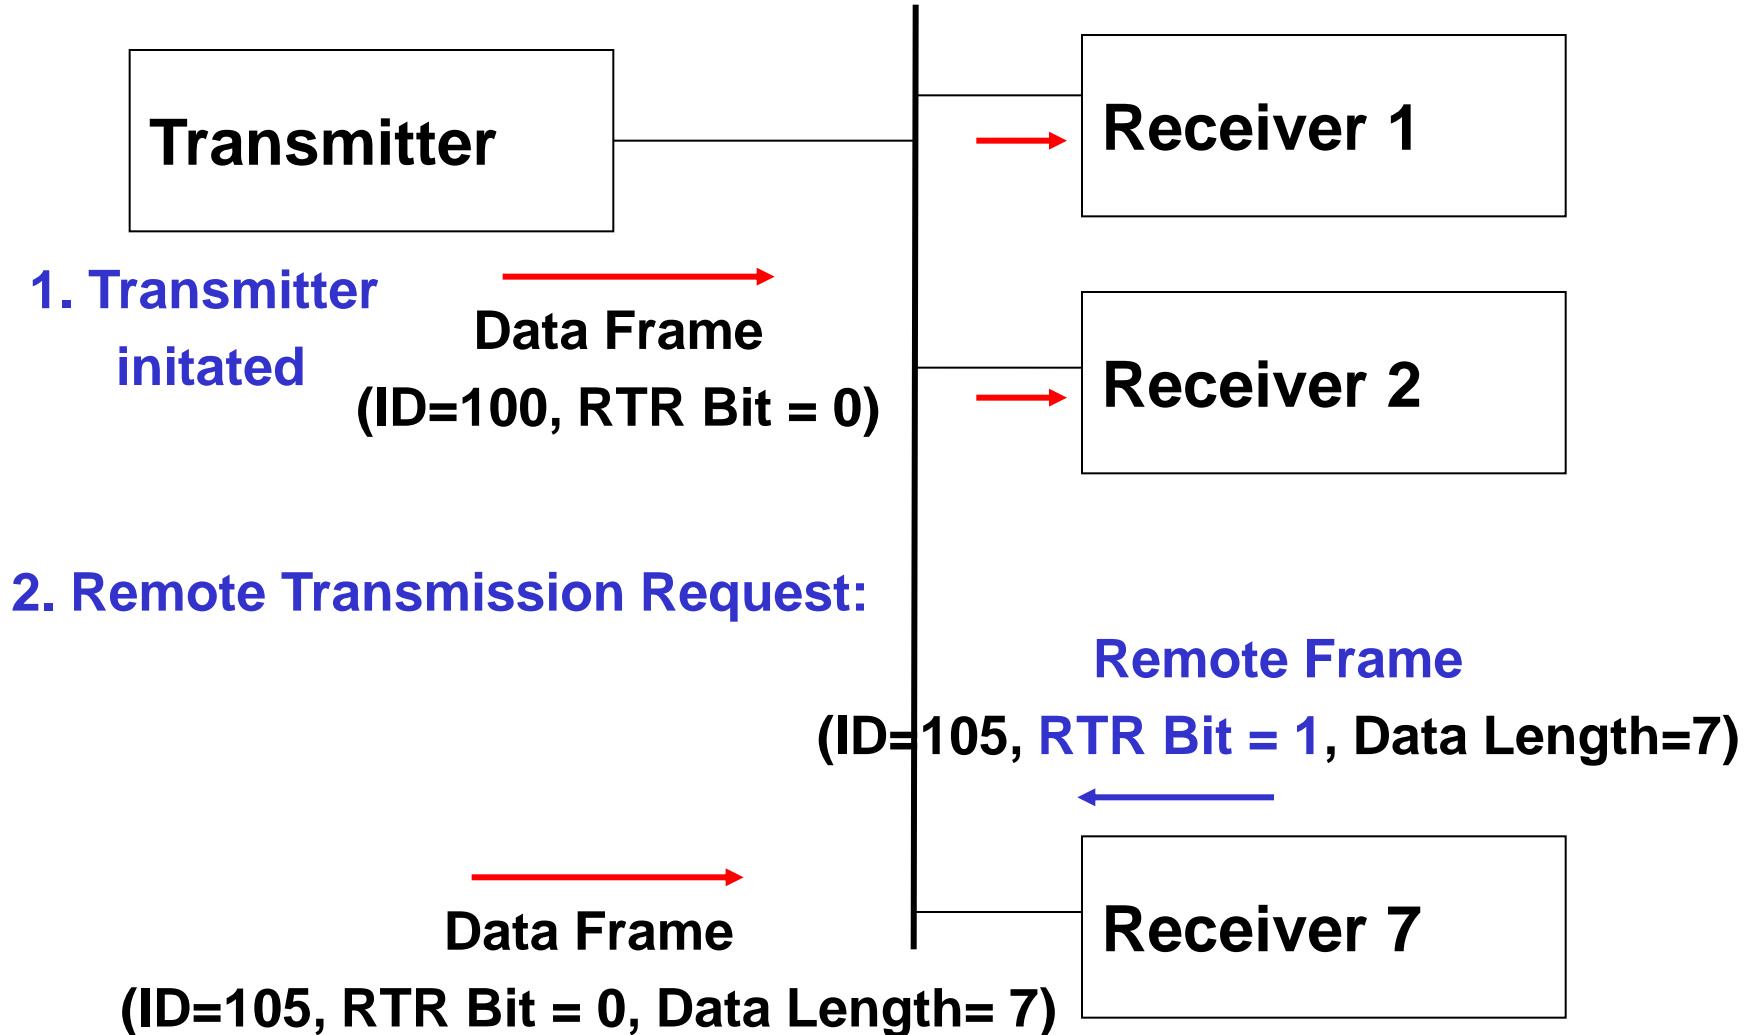 Transmitter
Receiver 1
1. Transmitter
initated
Data Frame
(ID=100, RTR Bit = 0)
Receiver 2
2. Remote Transmission Request:
Remote Frame
(ID=105, RTR Bit = 1, Data Length=7)
Receiver 7
Data Frame
(ID=105, RTR Bit = 0, Data Length= 7)